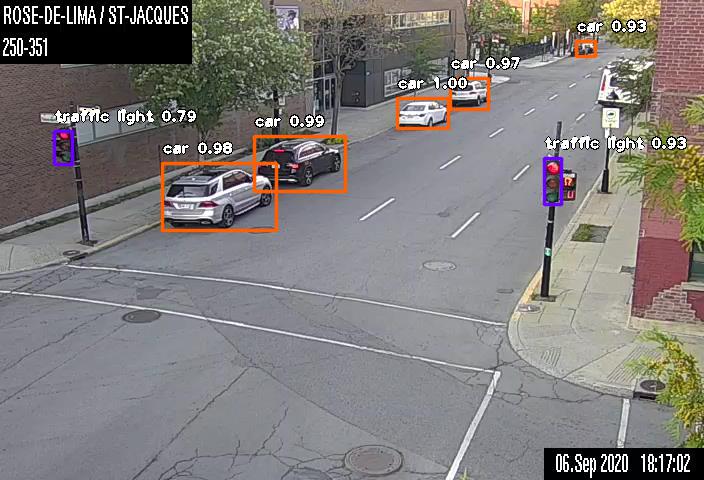 ROSE-DE-LIMA / ST-JACQUES
250-351
car 0.93
car 0.97
car 1.00
traffic light 0.79
car 0.99
car 0.98
traffic light 0.93
06.Sep 2020 18:17:02